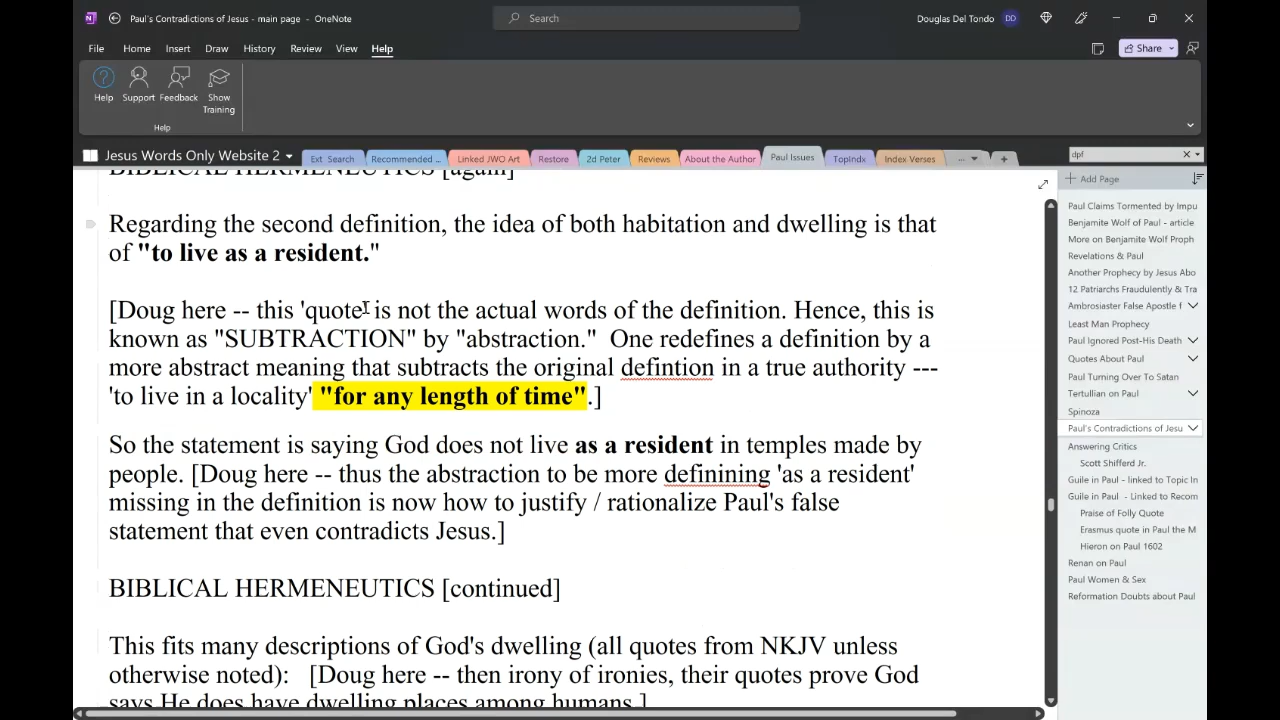 Paul's Contradictions of Jesus - main page - OneNote
Search
Douglas Del Tondo
DD
File Home Insert Draw History Review View Help
Share
Help Support Feedback Show Training
Help
Jesus Words Only Website 2
Ext Search Recommended ... Linked JWO Art Restore 2d Peter Reviews About the Author Paul Issues TopIndx Index Verses ... +
dpf
Add Page
BIBLICAL HERMENEUTICS [again]
Regarding the second definition, the idea of both habitation and dwelling is that
of "to live as a resident."
[Doug here -- this 'quote' is not the actual words of the definition. Hence, this is
known as "SUBTRACTION" by "abstraction." One redefines a definition by a
more abstract meaning that subtracts the original defintion in a true authority ---
'to live in a locality' "for any length of time".]
So the statement is saying God does not live as a resident in temples made by
people. [Doug here -- thus the abstraction to be more definining 'as a resident'
missing in the definition is now how to justify / rationalize Paul's false
statement that even contradicts Jesus.]
BIBLICAL HERMENEUTICS [continued]
This fits many descriptions of God's dwelling (all quotes from NKJV unless
otherwise noted): [Doug here -- then irony of ironies, their quotes prove God
says He does have dwelling places among humans.]
Paul Claims Tormented by Impu
Benjamite Wolf of Paul - article
More on Benjamite Wolf Proph
Revelations & Paul
Another Prophecy by Jesus Abo
12 Patriarchs Fraudulently & Tra
Ambrosiaster False Apostle f
Least Man Prophecy
Paul Ignored Post-His Death
Quotes About Paul
Paul Turning Over To Satan
Tertullian on Paul
Spinoza
Paul's Contradictions of Jesu
Answering Critics
Scott Shifferd Jr.
Guile in Paul - linked to Topic In
Guile in Paul - Linked to Recom
Praise of Folly Quote
Erasmus quote in Paul the M
Hieron on Paul 1602
Renan on Paul
Paul Women & Sex
Reformation Doubts about Paul